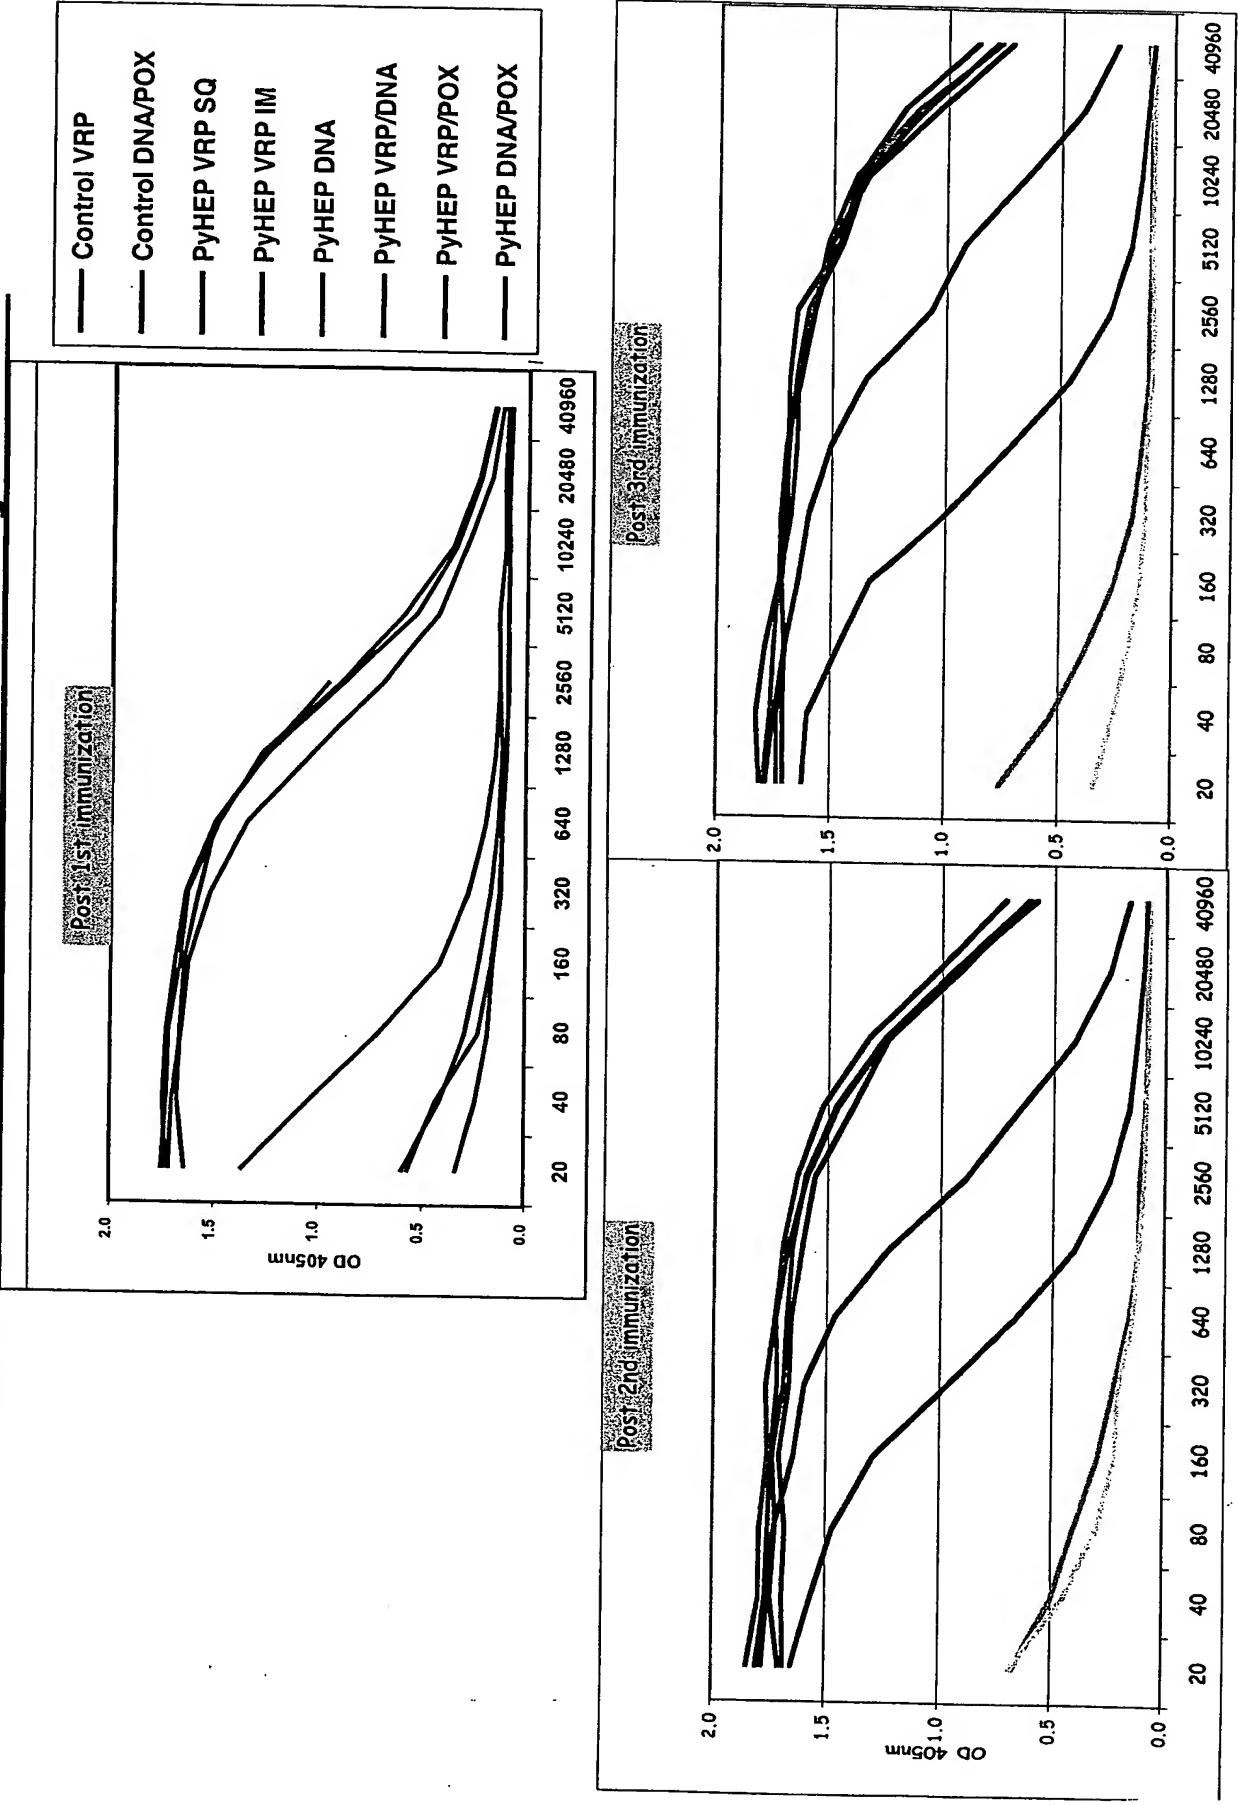 Post 1st immunization
OD 405nm
2.0
1.5
1.0
0.5
0.0
20 40 80 160 320 640 1280 2560 5120 10240 20480 40960
Control VRP
Control DNA/POX
PyHEP VRP SQ
PyHEP VRP IM
PyHEP DNA
PyHEP VRP/DNA
PyHEP VRP/POX
PyHEP DNA/POX
Post 2nd immunization
OD 405nm
2.0
1.5
1.0
0.5
0.0
20 40 80 160 320 640 1280 2560 5120 10240 20480 40960
Post 3rd immunization
2.0
1.5
1.0
0.5
0.0
20 40 80 160 320 640 1280 2560 5120 10240 20480 40960